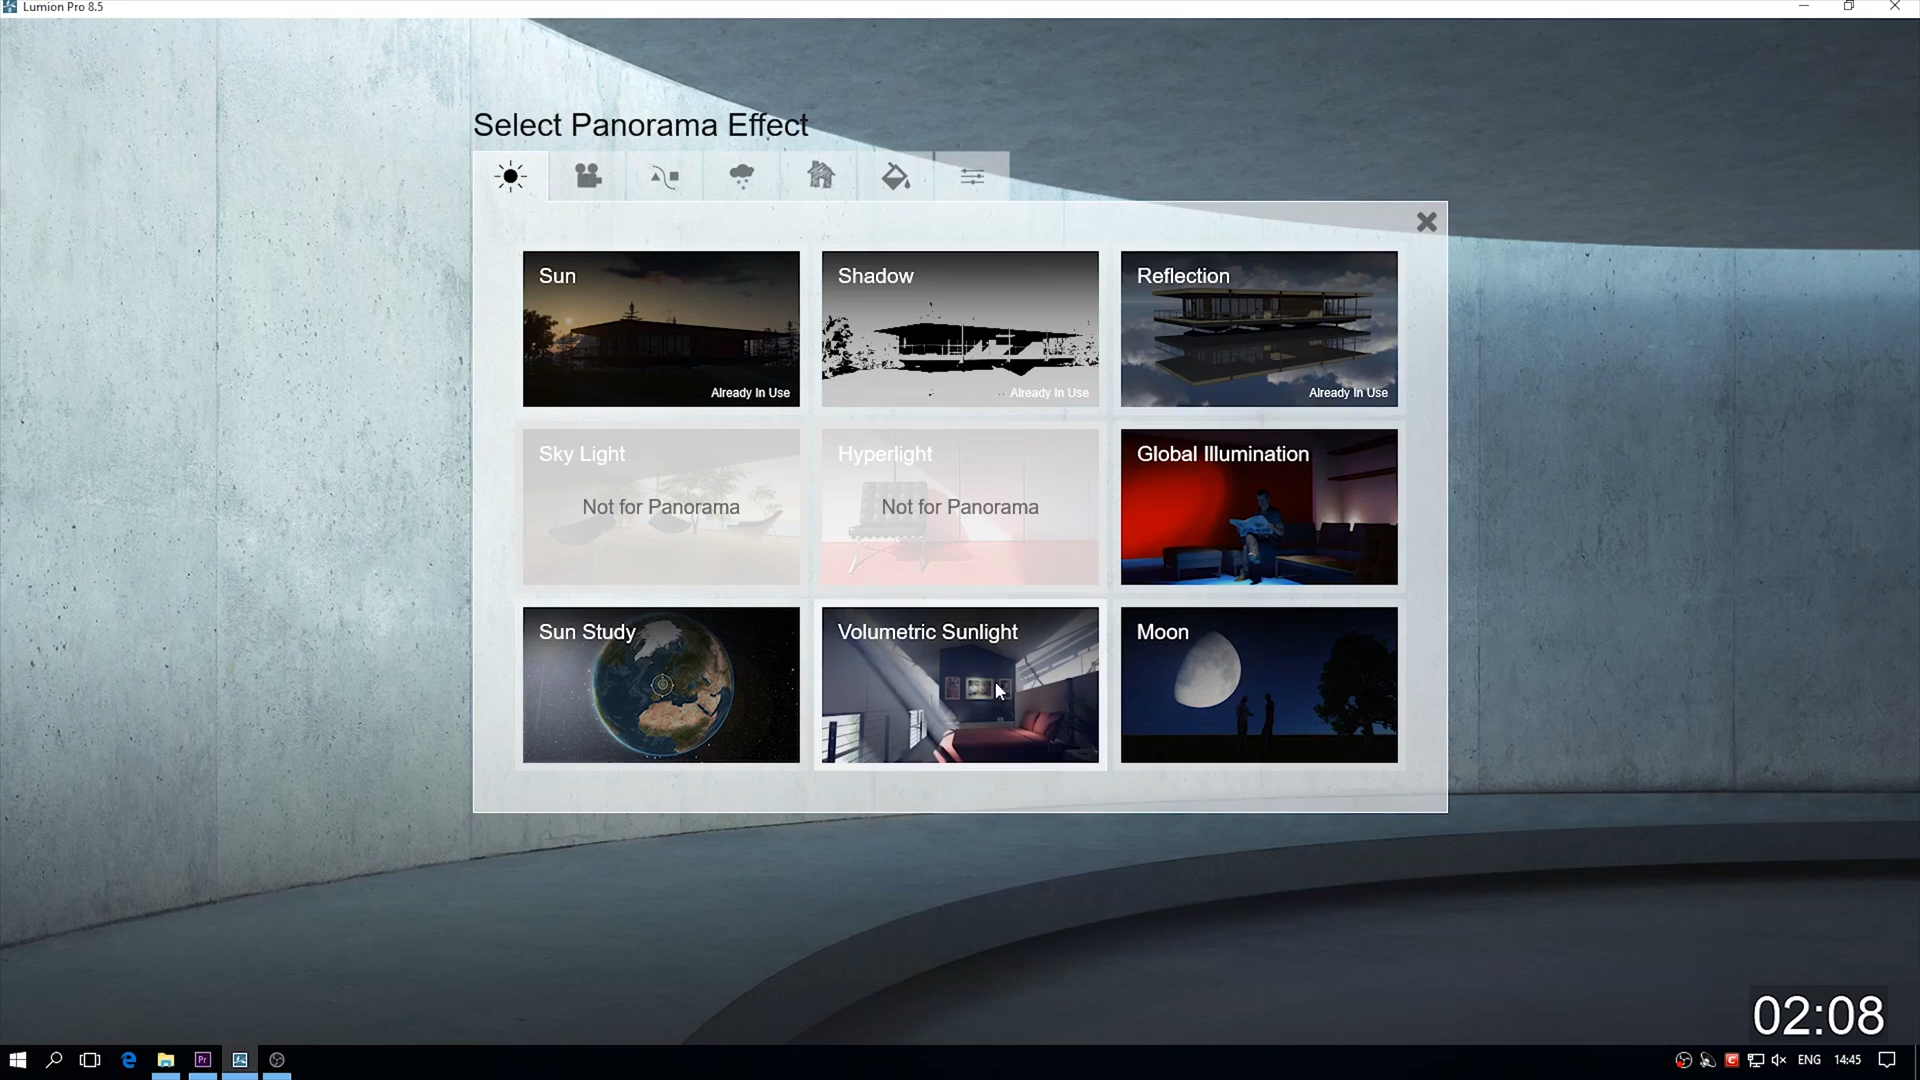 Lumion Pro 8.5
Select Panorama Effect
Sun
Already In Use
Shadow
Already In Use
Reflection
Already In Use
Sky Light
Not for Panorama
Hyperlight
Not for Panorama
Global Illumination
Sun Study
Volumetric Sunlight
Moon
02:08
Pr
ENG
14:45